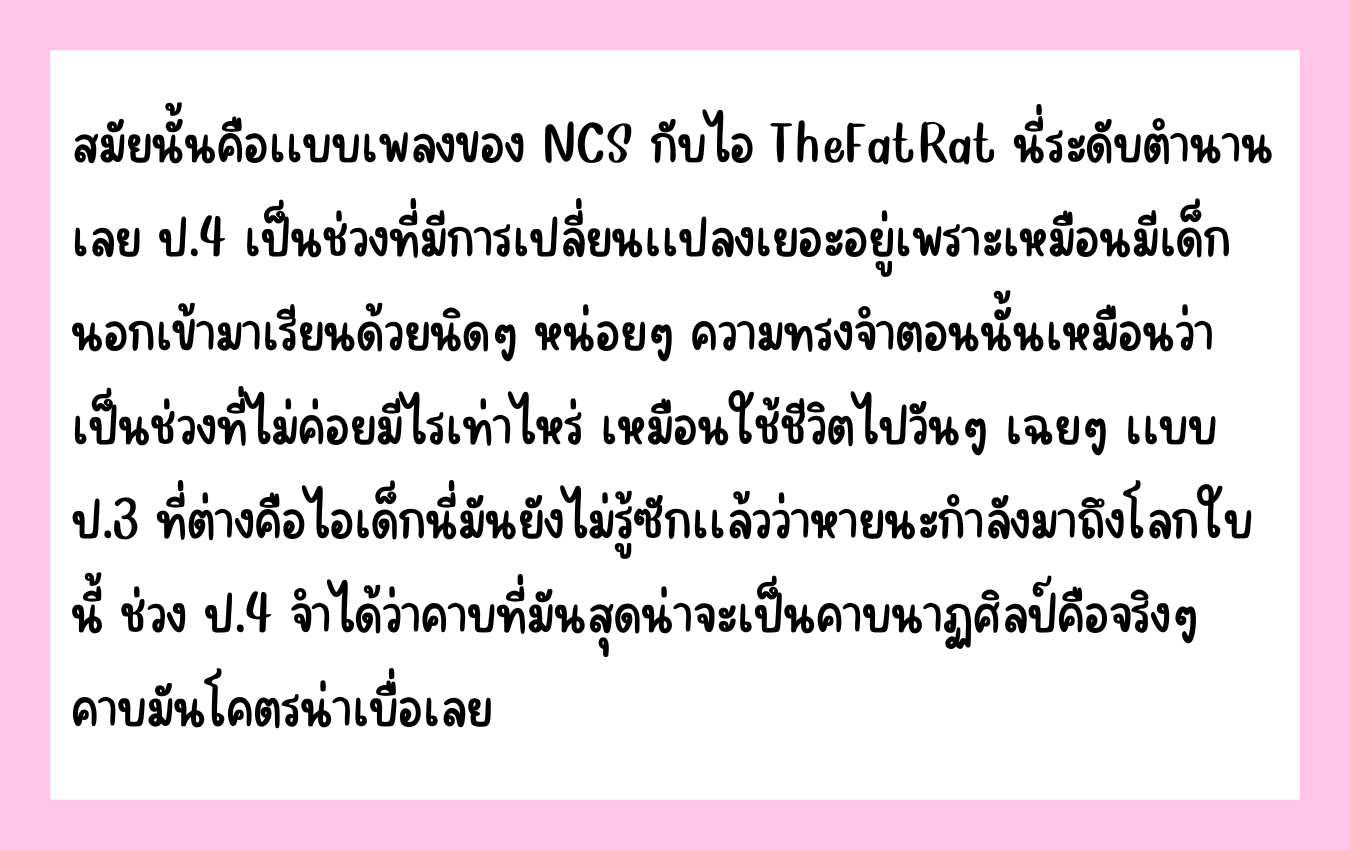 สมัยนั้นคือแบบเพลงของ NCS กับไอ TheFatRat นี่ระดับตำนาน
เลย ป.4 เป็นช่วงที่มีการเปลี่ยนแปลงเยอะอยู่เพราะเหมือนมีเด็ก
นอกเข้ามาเรียนด้วยนิดๆ หน่อยๆ ความทรงจำตอนนั้นเหมือนว่า
เป็นช่วงที่ไม่ค่อยมีไรเท่าไหร่ เหมือนใช้ชีวิตไปวันๆ เฉยๆ แบบ
ป.3 ที่ต่างคือไอเด็กนี่มันยังไม่รู้ซักแล้วว่าหายนะกำลังมาถึงโลกใบ
นี้ ช่วง ป.4 จำได้ว่าคาบที่มันสุดน่าจะเป็นคาบนาฏศิลป์คือจริงๆ
คาบมันโคตรน่าเบื่อเลย